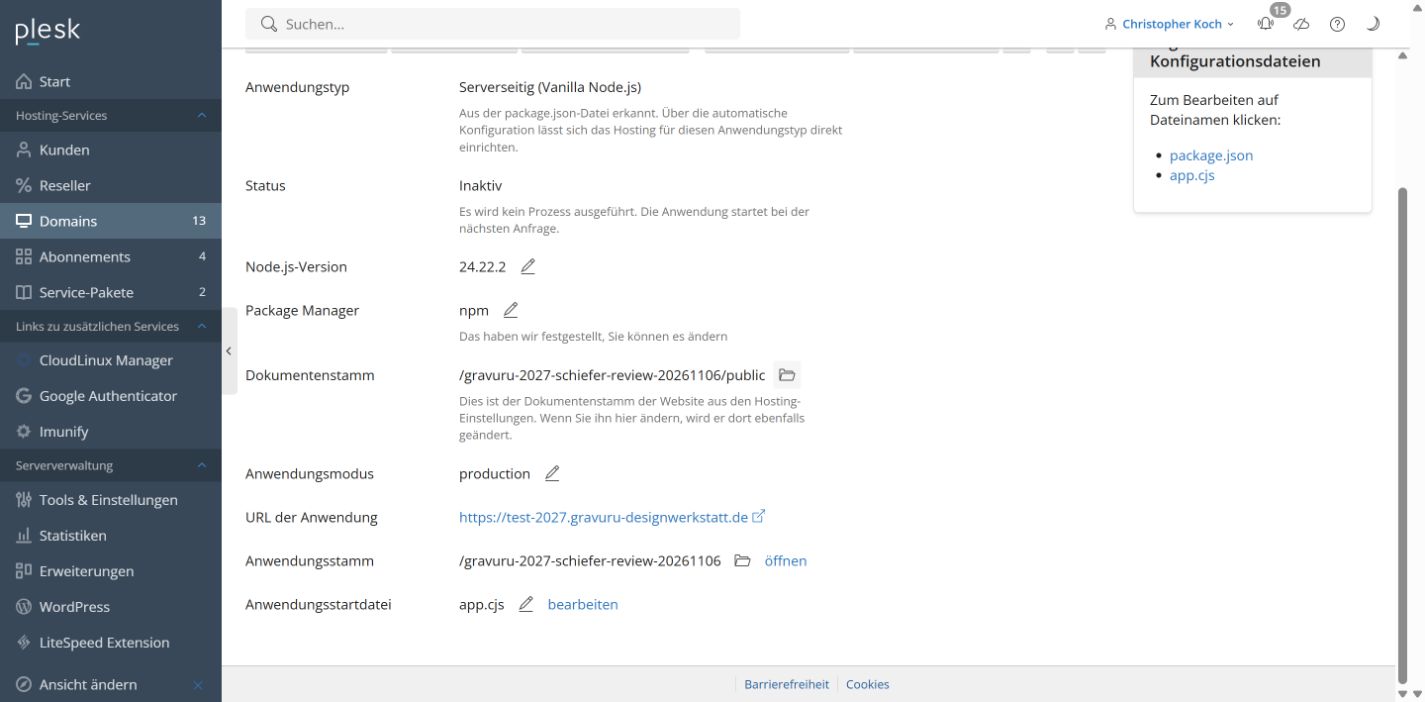 plesk
Suchen...
Christopher Koch
15
Start
Hosting-Services
Kunden
Reseller
Domains 13
Abonnements 4
Service-Pakete 2
Links zu zusätzlichen Services
CloudLinux Manager
Google Authenticator
Imunify
Serververwaltung
Tools & Einstellungen
Statistiken
Erweiterungen
WordPress
LiteSpeed Extension
Ansicht ändern
Anwendungstyp
Serverseitig (Vanilla Node.js)
Aus der package.json-Datei erkannt. Über die automatische
Konfiguration lässt sich das Hosting für diesen Anwendungstyp direkt
einrichten.
Status
Inaktiv
Es wird kein Prozess ausgeführt. Die Anwendung startet bei der
nächsten Anfrage.
Node.js-Version
24.22.2
Package Manager
npm
Das haben wir festgestellt, Sie können es ändern
Dokumentenstamm
/gravuru-2027-schiefer-review-20261106/public
Dies ist der Dokumentenstamm der Website aus den Hosting-
Einstellungen. Wenn Sie ihn hier ändern, wird er dort ebenfalls
geändert.
Anwendungsmodus
production
URL der Anwendung
https://test-2027.gravuru-designwerkstatt.de
Anwendungsstamm
/gravuru-2027-schiefer-review-20261106 öffnen
Anwendungsstartdatei
app.cjs bearbeiten
Konfigurationsdateien
Zum Bearbeiten auf
Dateinamen klicken:
package.json
app.cjs
Barrierefreiheit Cookies